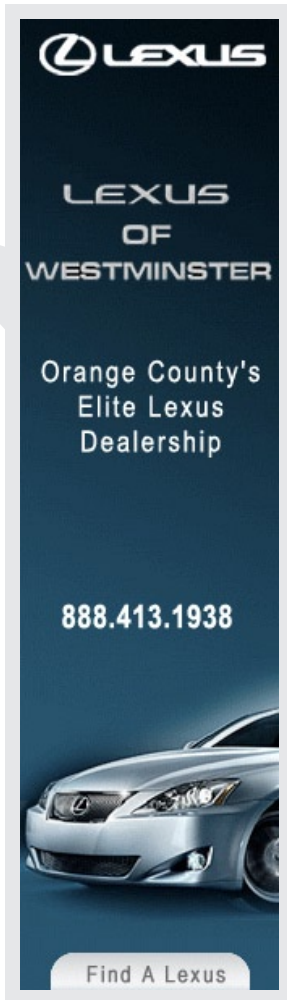 LEXUS
LEXUS
OF
WESTMINSTER
Orange County's
Elite Lexus
Dealership
888.413.1938
Find A Lexus